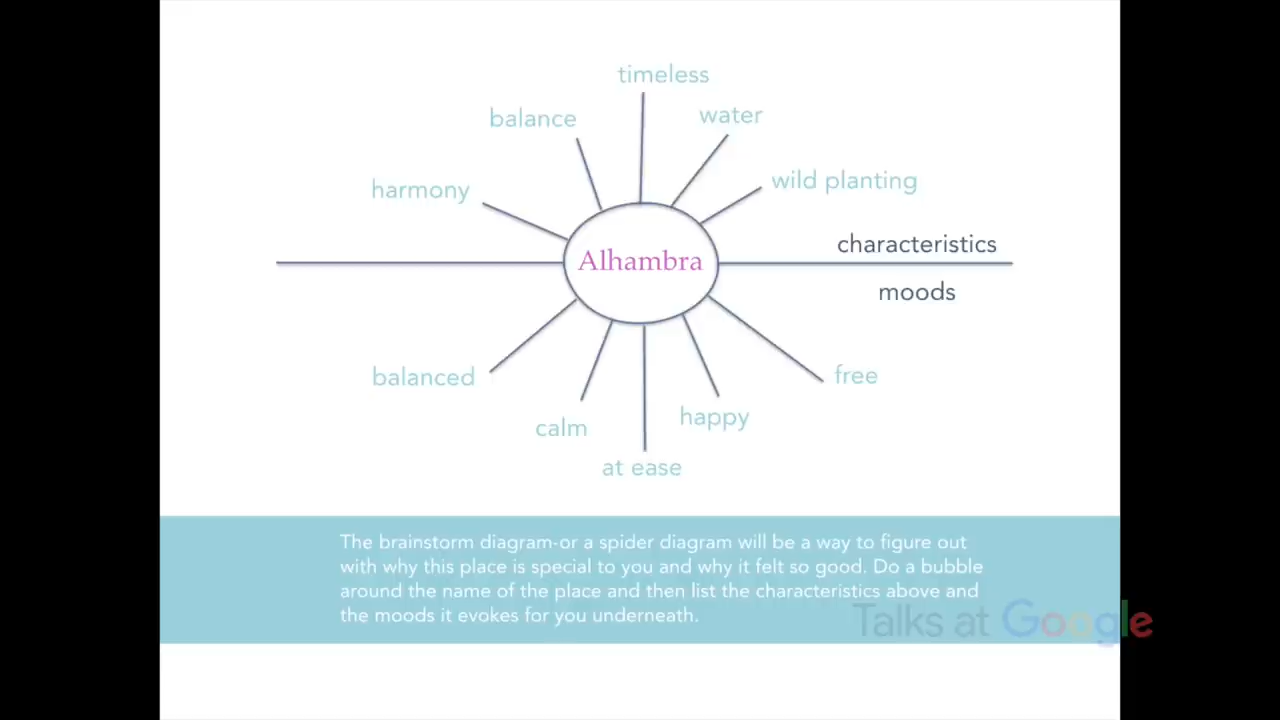 timeless
balance
water
wild planting
harmony
characteristics
Alhambra
moods
balanced
free
calm
happy
at ease
The brainstorm diagram-or a spider diagram will be a way to figure out
with why this place is special to you and why it felt so good. Do a bubble
around the name of the place and then list the characteristics above and
the moods it evokes for you underneath.
Talks at Google